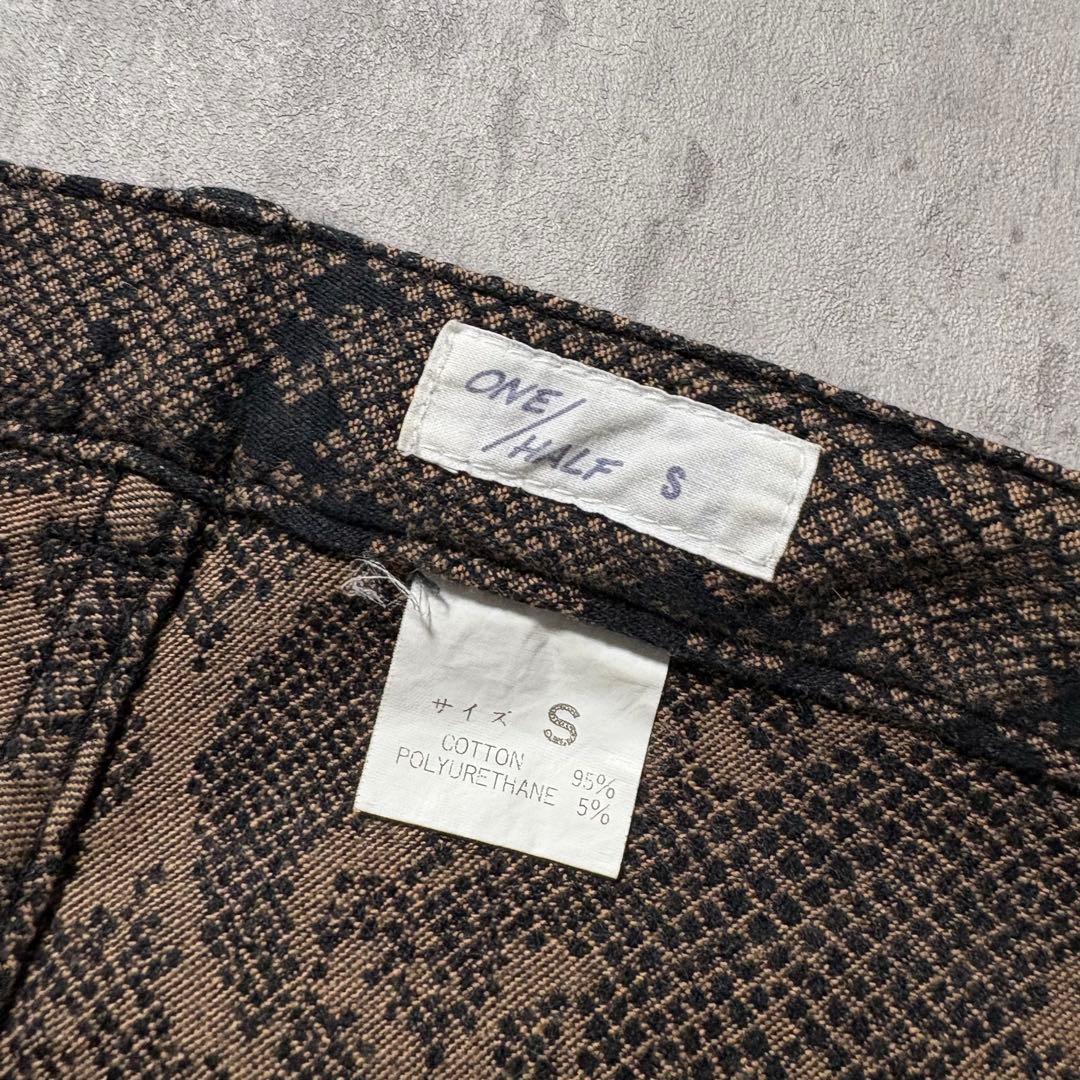 ONE/
/HALF S
サイズ S
COTTON 95%
POLYURETHANE 5%